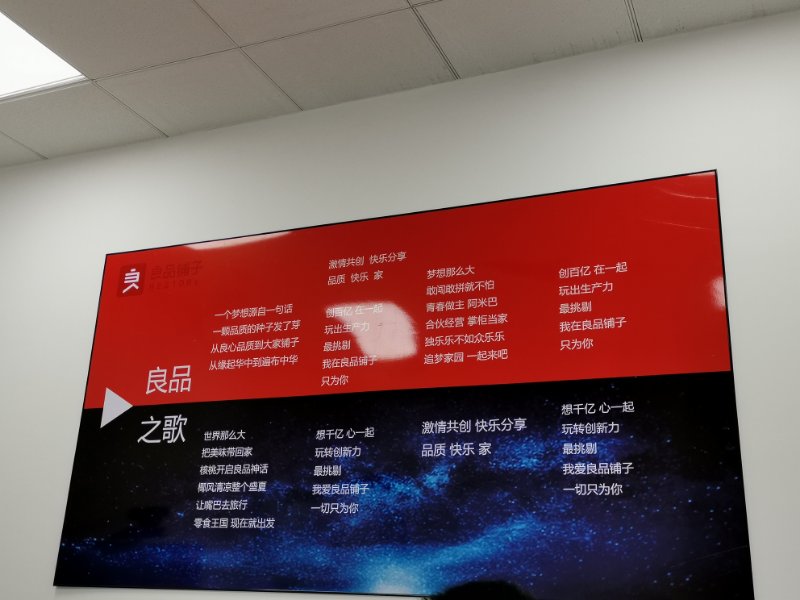 良品铺子
BESTORE
良品
之歌
一个梦想源自一句话
一颗品质的种子发了芽
从良心品质到大家铺子
从缘起华中到遍布中华
激情共创 快乐分享
品质 快乐 家
创百亿 在一起
玩出生产力
最挑剔
我在良品铺子
只为你
梦想那么大
敢闯敢拼就不怕
青春做主 阿米巴
合伙经营 掌柜当家
独乐乐不如众乐乐
追梦家园 一起来吧
创百亿 在一起
玩出生产力
最挑剔
我在良品铺子
只为你
世界那么大
把美味带回家
核桃开启良品神话
椰风清凉整个盛夏
让嘴巴去旅行
零食王国 现在就出发
想千亿 心一起
玩转创新力
最挑剔
我爱良品铺子
一切只为你
激情共创 快乐分享
品质 快乐 家
想千亿 心一起
玩转创新力
最挑剔
我爱良品铺子
一切只为你